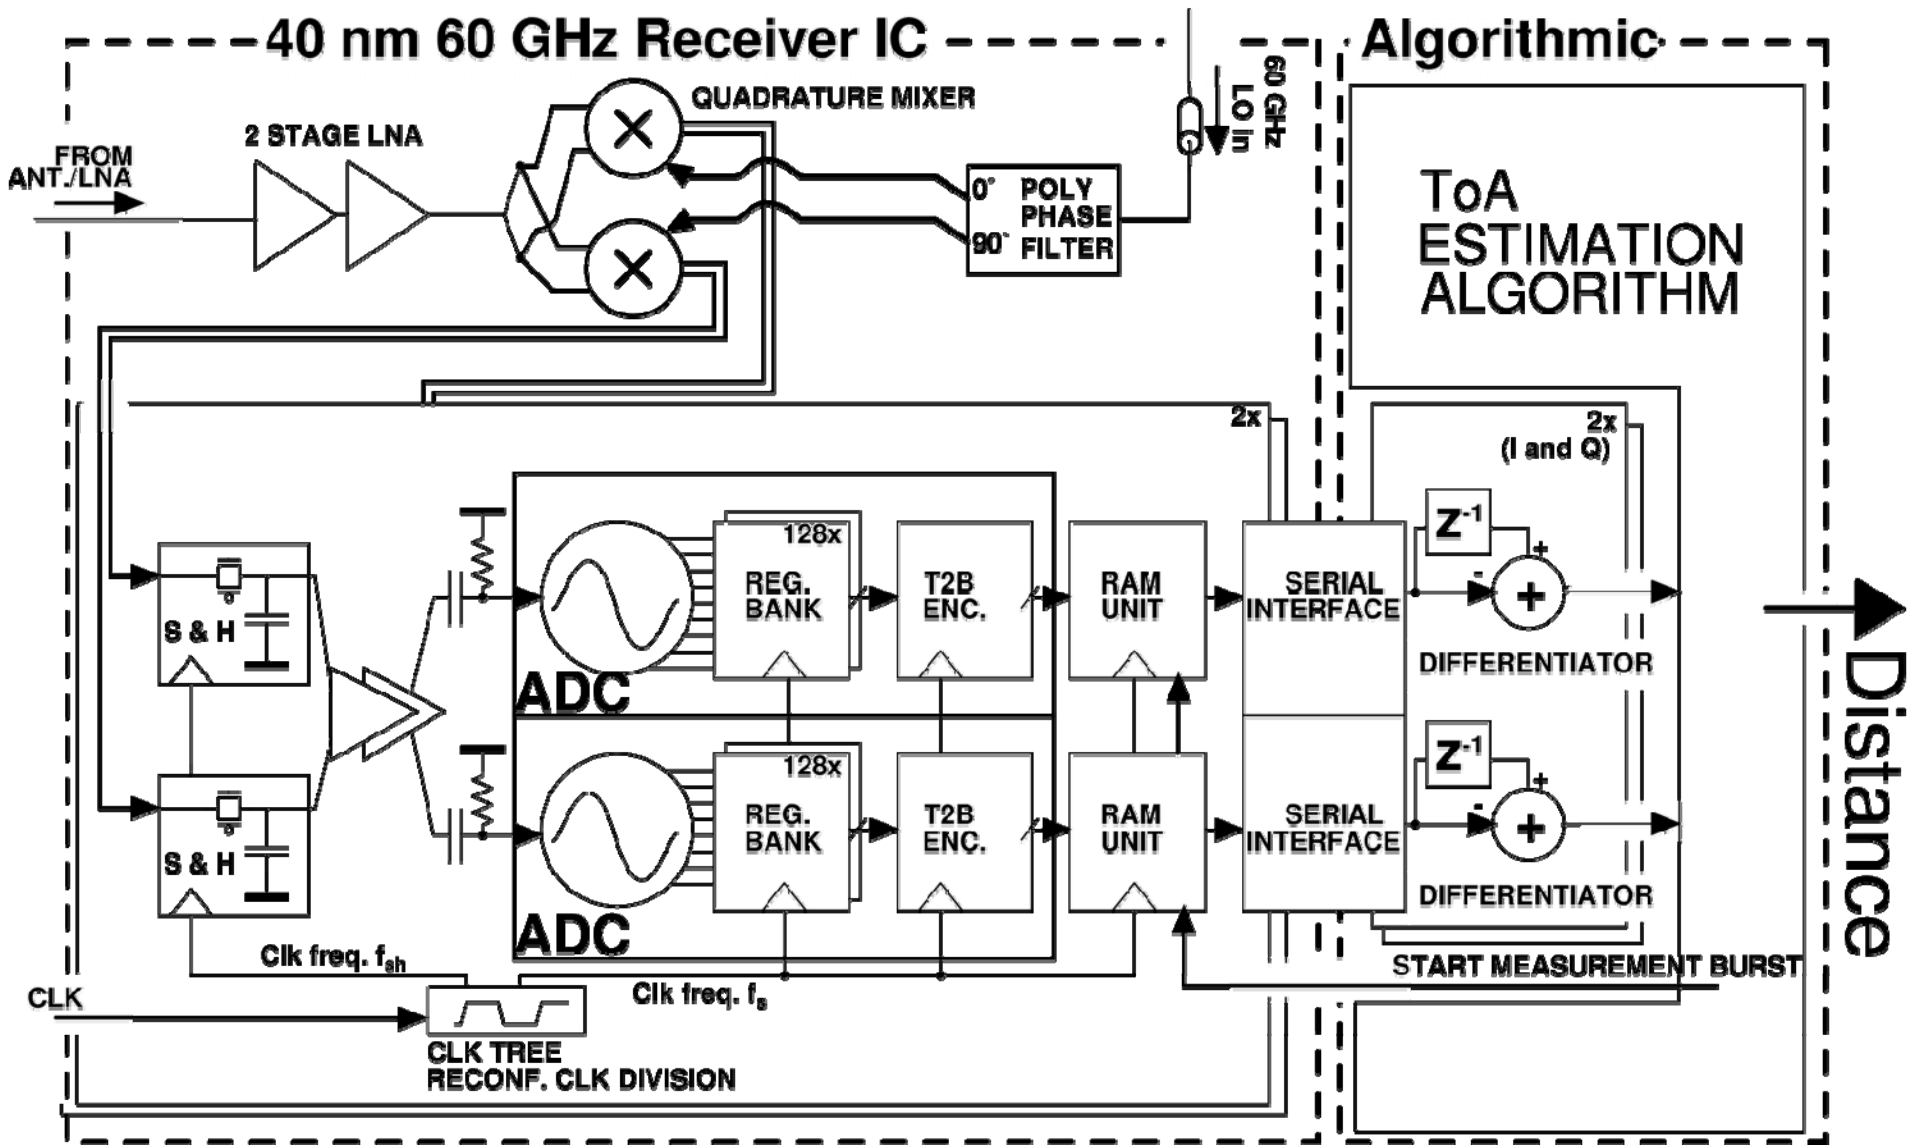 40 nm 60 GHz Receiver IC
Algorithmic
QUADRATURE MIXER
60 GHz
LO in
2 STAGE LNA
FROM
ANT./LNA
0° POLY
PHASE
90° FILTER
ToA
ESTIMATION
ALGORITHM
2x
2x
(I and Q)
128x
REG.
BANK
T2B
ENC.
RAM
UNIT
SERIAL
INTERFACE
Z-1
+
-
+
S & H
DIFFERENTIATOR
ADC
128x
REG.
BANK
T2B
ENC.
RAM
UNIT
SERIAL
INTERFACE
Z-1
+
-
+
S & H
DIFFERENTIATOR
ADC
Distance
Clk freq. fsh
Clk freq. fs
START MEASUREMENT BURST
CLK
CLK TREE
RECONF. CLK DIVISION